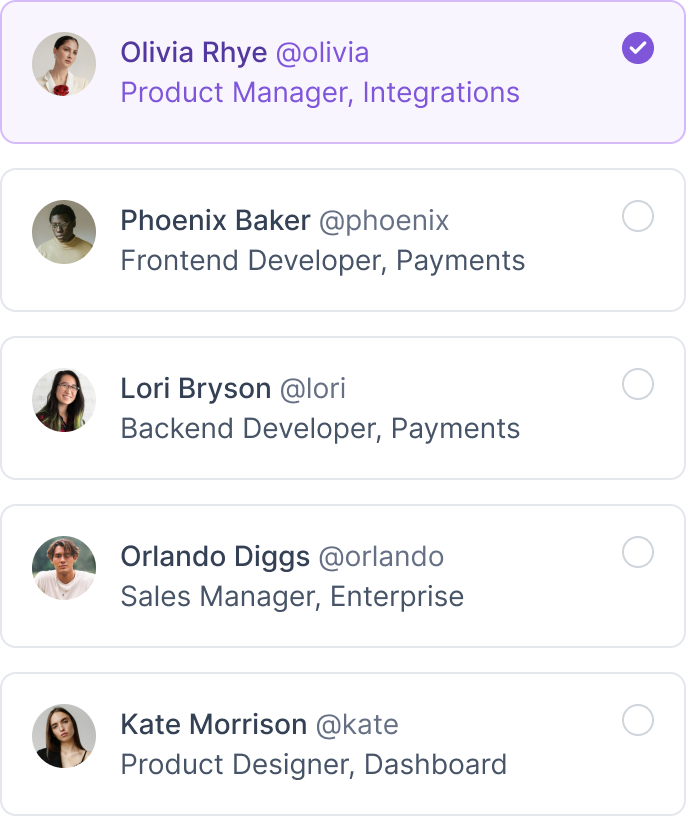 Olivia Rhye @olivia
Product Manager, Integrations
Phoenix Baker @phoenix
Frontend Developer, Payments
Lori Bryson @lori
Backend Developer, Payments
Orlando Diggs @orlando
Sales Manager, Enterprise
Kate Morrison @kate
Product Designer, Dashboard